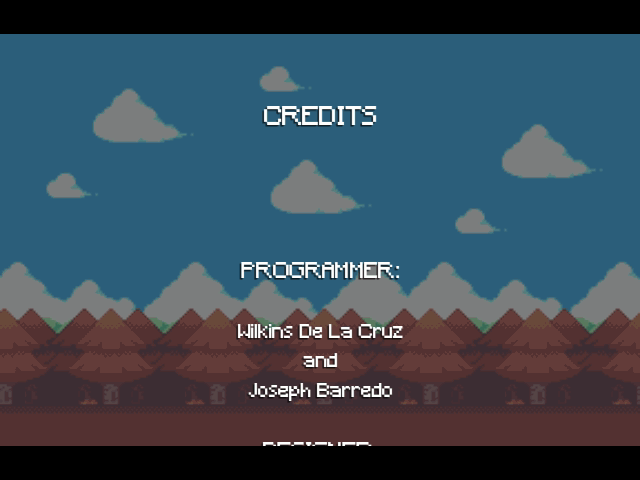 CREDITS
PROGRAMMER:
Wilkins De La Cruz
and
Joseph Barredo